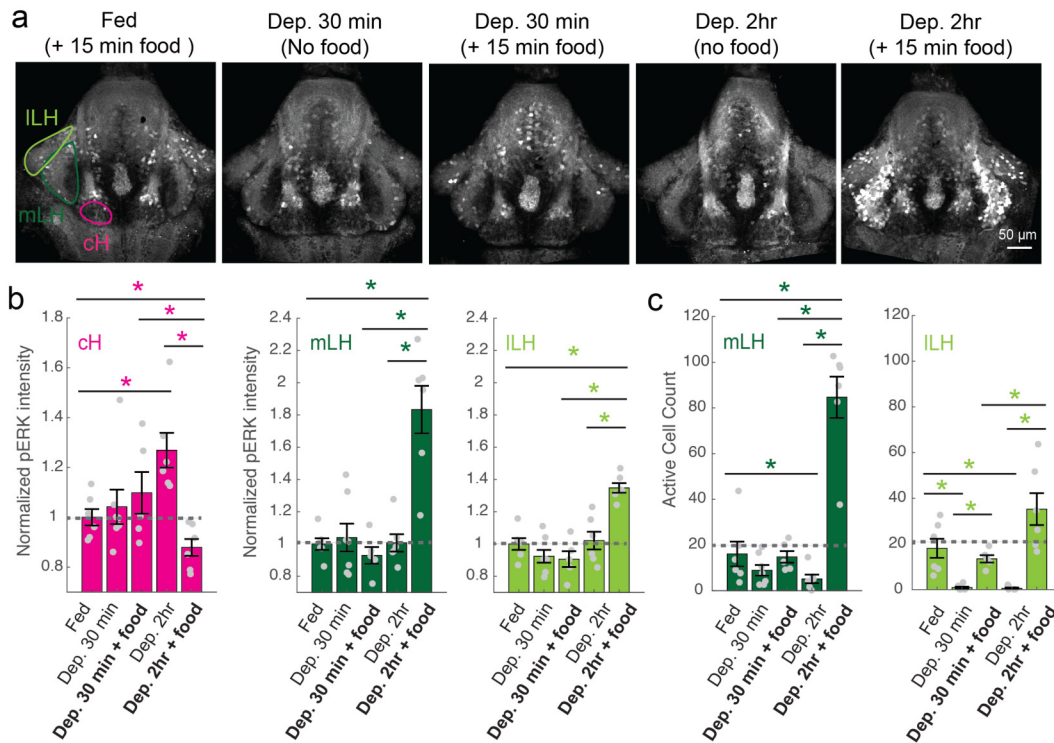 a
Fed
(+ 15 min food )
Dep. 30 min
(No food)
Dep. 30 min
(+ 15 min food)
Dep. 2hr
(no food)
Dep. 2hr
(+ 15 min food)
lLH
mLH
cH
50 µm
b
Normalized pERK intensity
1.8
1.6
1.4
1.2
1
0.8
cH
*
*
*
*
Fed
Dep. 30 min
Dep. 30 min + food
Dep. 2hr
Dep. 2hr + food
Normalized pERK intensity
2.4
2.2
2
1.8
1.6
1.4
1.2
1
0.8
mLH
*
*
*
Fed
Dep. 30 min
Dep. 30 min + food
Dep. 2hr
Dep. 2hr + food
2.4
2.2
2
1.8
1.6
1.4
1.2
1
0.8
lLH
*
*
*
Fed
Dep. 30 min
Dep. 30 min + food
Dep. 2hr
Dep. 2hr + food
c
Active Cell Count
120
100
80
60
40
20
0
mLH
*
*
*
*
Fed
Dep. 30 min
Dep. 30 min + food
Dep. 2hr
Dep. 2hr + food
120
100
80
60
40
20
0
lLH
*
*
*
*
*
Fed
Dep. 30 min
Dep. 30 min + food
Dep. 2hr
Dep. 2hr + food